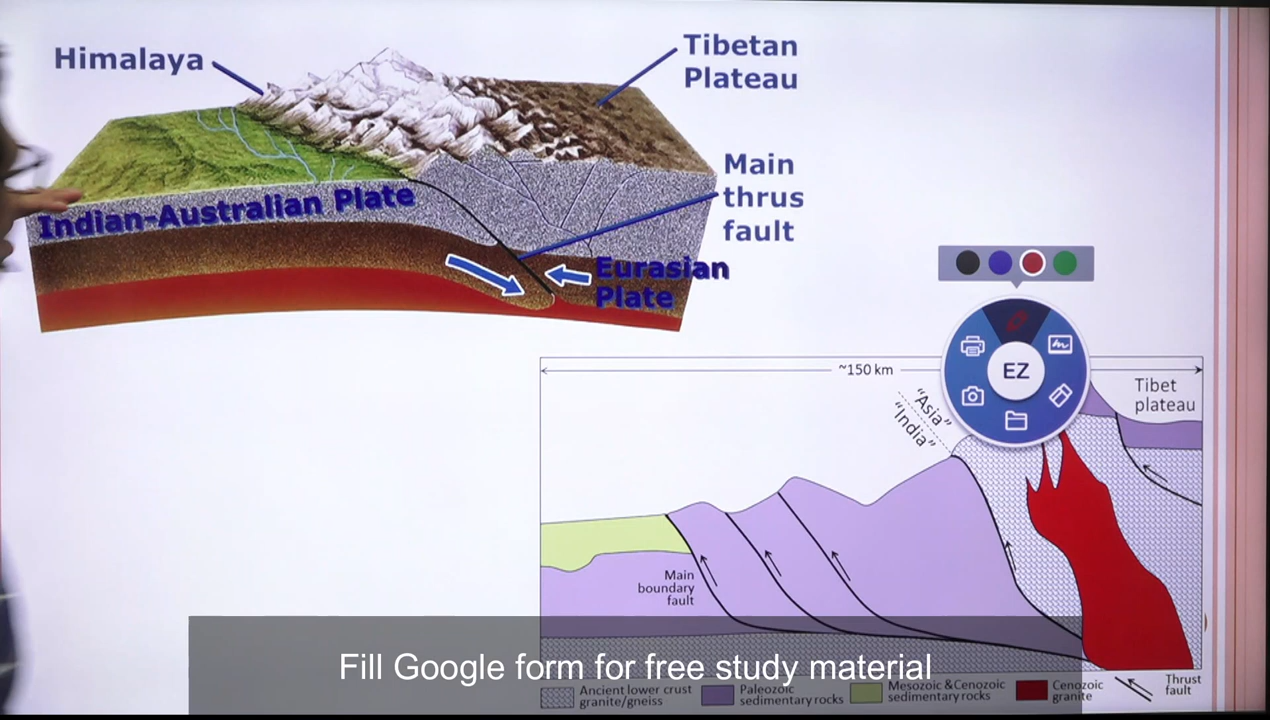 Himalaya
Tibetan
Plateau
Main
thrus
fault
Indian-Australian Plate
Eurasian
Plate
EZ
~150 km
"Asia"
"India"
Tibet
plateau
Main
boundary
fault
Fill Google form for free study material
Ancient lower crust
granite/gneiss
Paleozoic
sedimentary rocks
Mesozoic & Cenozoic
sedimentary rocks
Cenozoic
granite
Thrust
fault